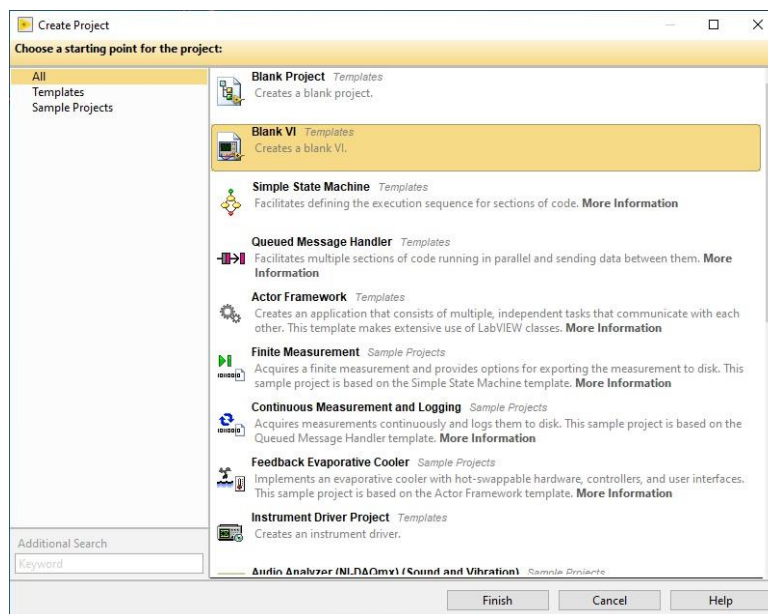 Create Project
Choose a starting point for the project:
All
Templates
Sample Projects
Blank Project Templates
Creates a blank project.
Blank VI Templates
Creates a blank VI.
Simple State Machine Templates
Facilitates defining the execution sequence for sections of code. More Information
Queued Message Handler Templates
Facilitates multiple sections of code running in parallel and sending data between them. More
Information
Actor Framework Templates
Creates an application that consists of multiple, independent tasks that communicate with each
other. This template makes extensive use of LabVIEW classes. More Information
Finite Measurement Sample Projects
Acquires a finite measurement and provides options for exporting the measurement to disk. This
sample project is based on the Simple State Machine template. More Information
Continuous Measurement and Logging Sample Projects
Acquires measurements continuously and logs them to disk. This sample project is based on the
Queued Message Handler template. More Information
Feedback Evaporative Cooler Sample Projects
Implements an evaporative cooler with hot-swappable hardware, controllers, and user interfaces.
This sample project is based on the Actor Framework template. More Information
Instrument Driver Project Templates
Creates an instrument driver.
Audio Analyzer (NI-DAQmx) (Sound and Vibration) Sample Projects
Additional Search
Keyword
Finish
Cancel
Help